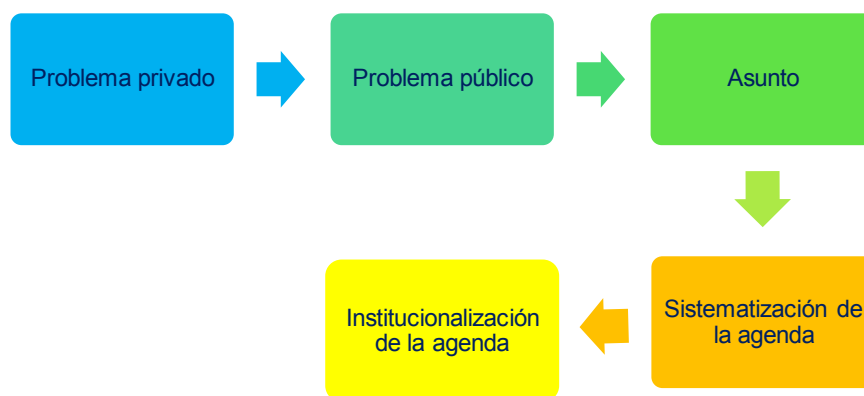 Problema privado
Problema público
Asunto
Sistematización de
la agenda
Institucionalización
de la agenda